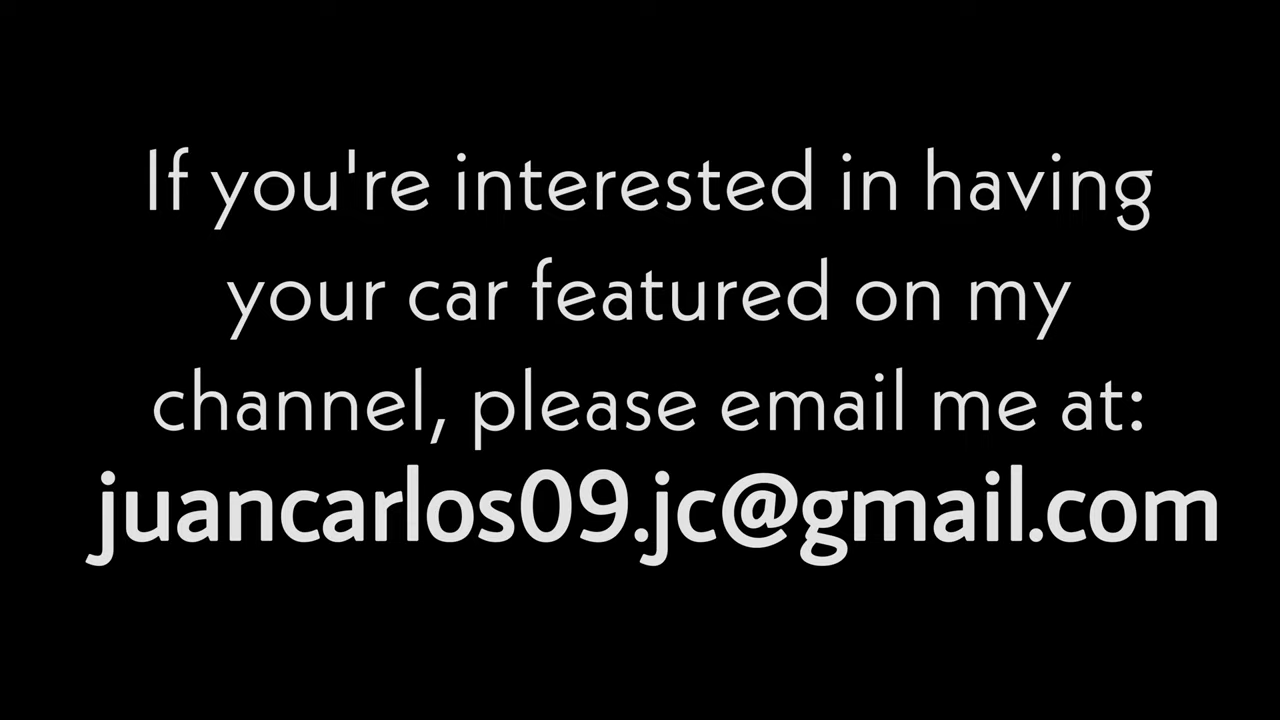 If you're interested in having
your car featured on my
channel, please email me at:
juancarlos09.jc@gmail.com